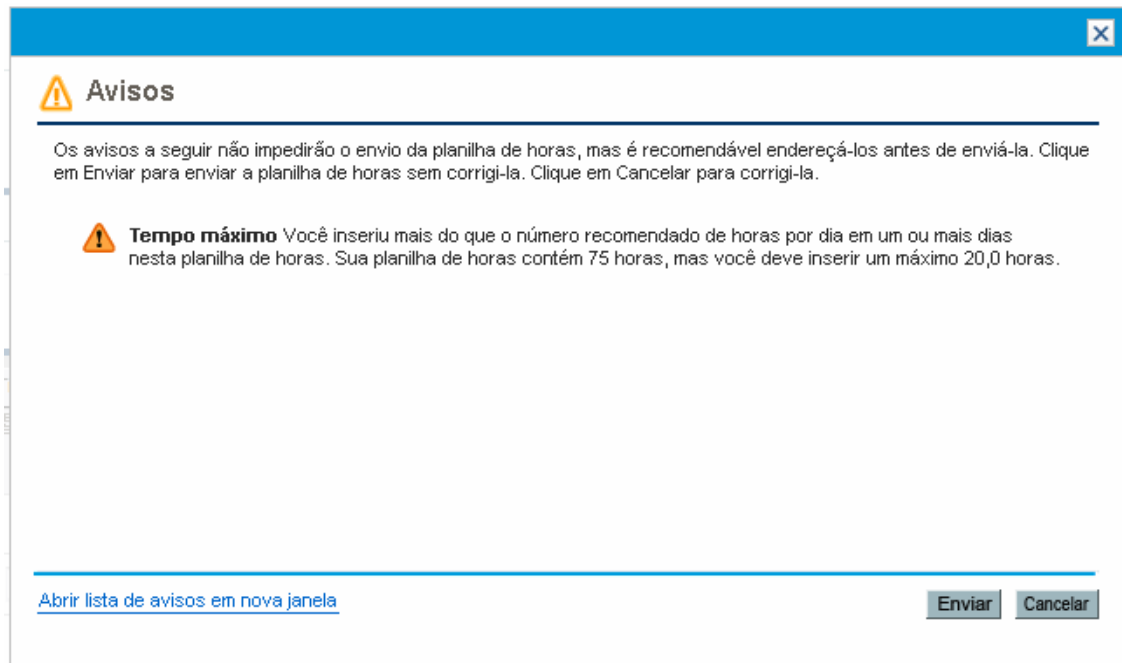 Avisos
Os avisos a seguir não impedirão o envio da planilha de horas, mas é recomendável endereçá-los antes de enviá-la. Clique
em Enviar para enviar a planilha de horas sem corrigi-la. Clique em Cancelar para corrigi-la.
Tempo máximo Você inseriu mais do que o número recomendado de horas por dia em um ou mais dias
nesta planilha de horas. Sua planilha de horas contém 75 horas, mas você deve inserir um máximo 20,0 horas.
Abrir lista de avisos em nova janela
Enviar Cancelar